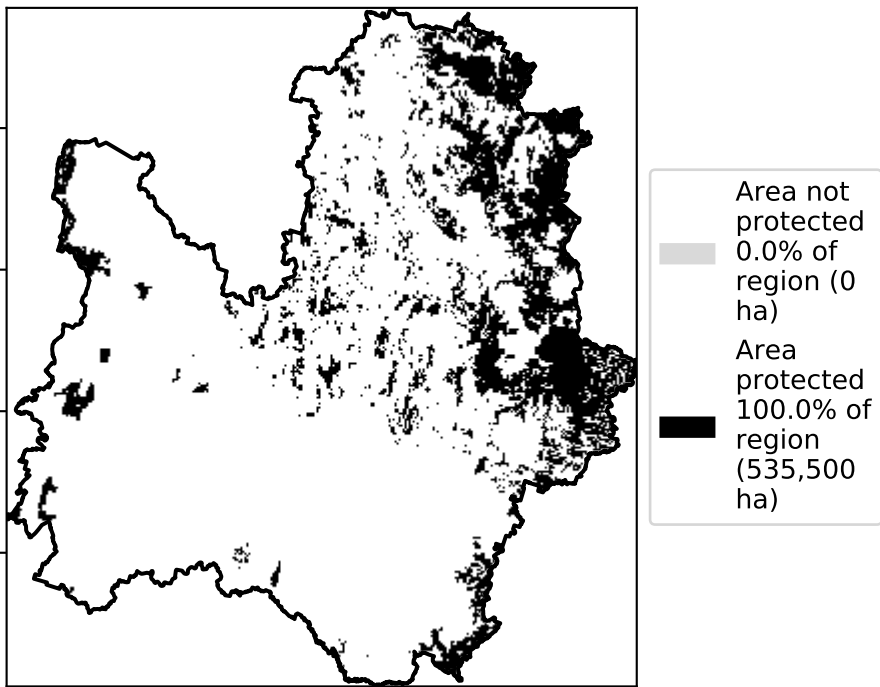 Area not
protected
0.0% of
region (0
ha)
Area
protected
100.0% of
region
(535,500
ha)